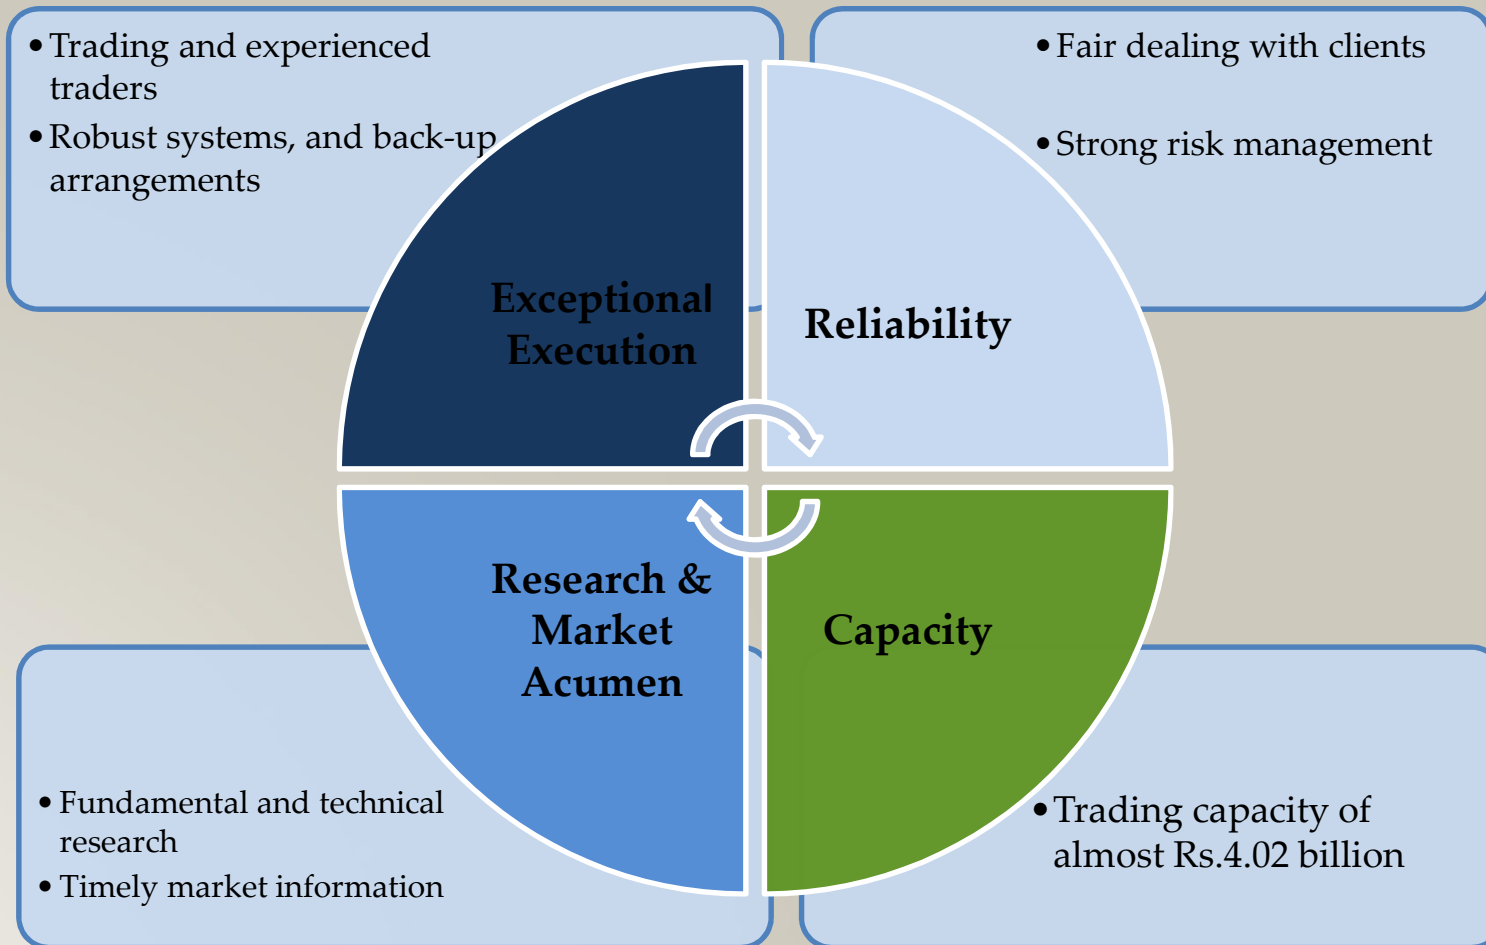 •Trading and experienced
traders
•Robust systems, and back-up
arrangements
•Fair dealing with clients
•Strong risk management
Exceptional
Execution
Reliability
Research &
Market
Acumen
Capacity
•Fundamental and technical
research
•Timely market information
•Trading capacity of
almost Rs.4.02 billion